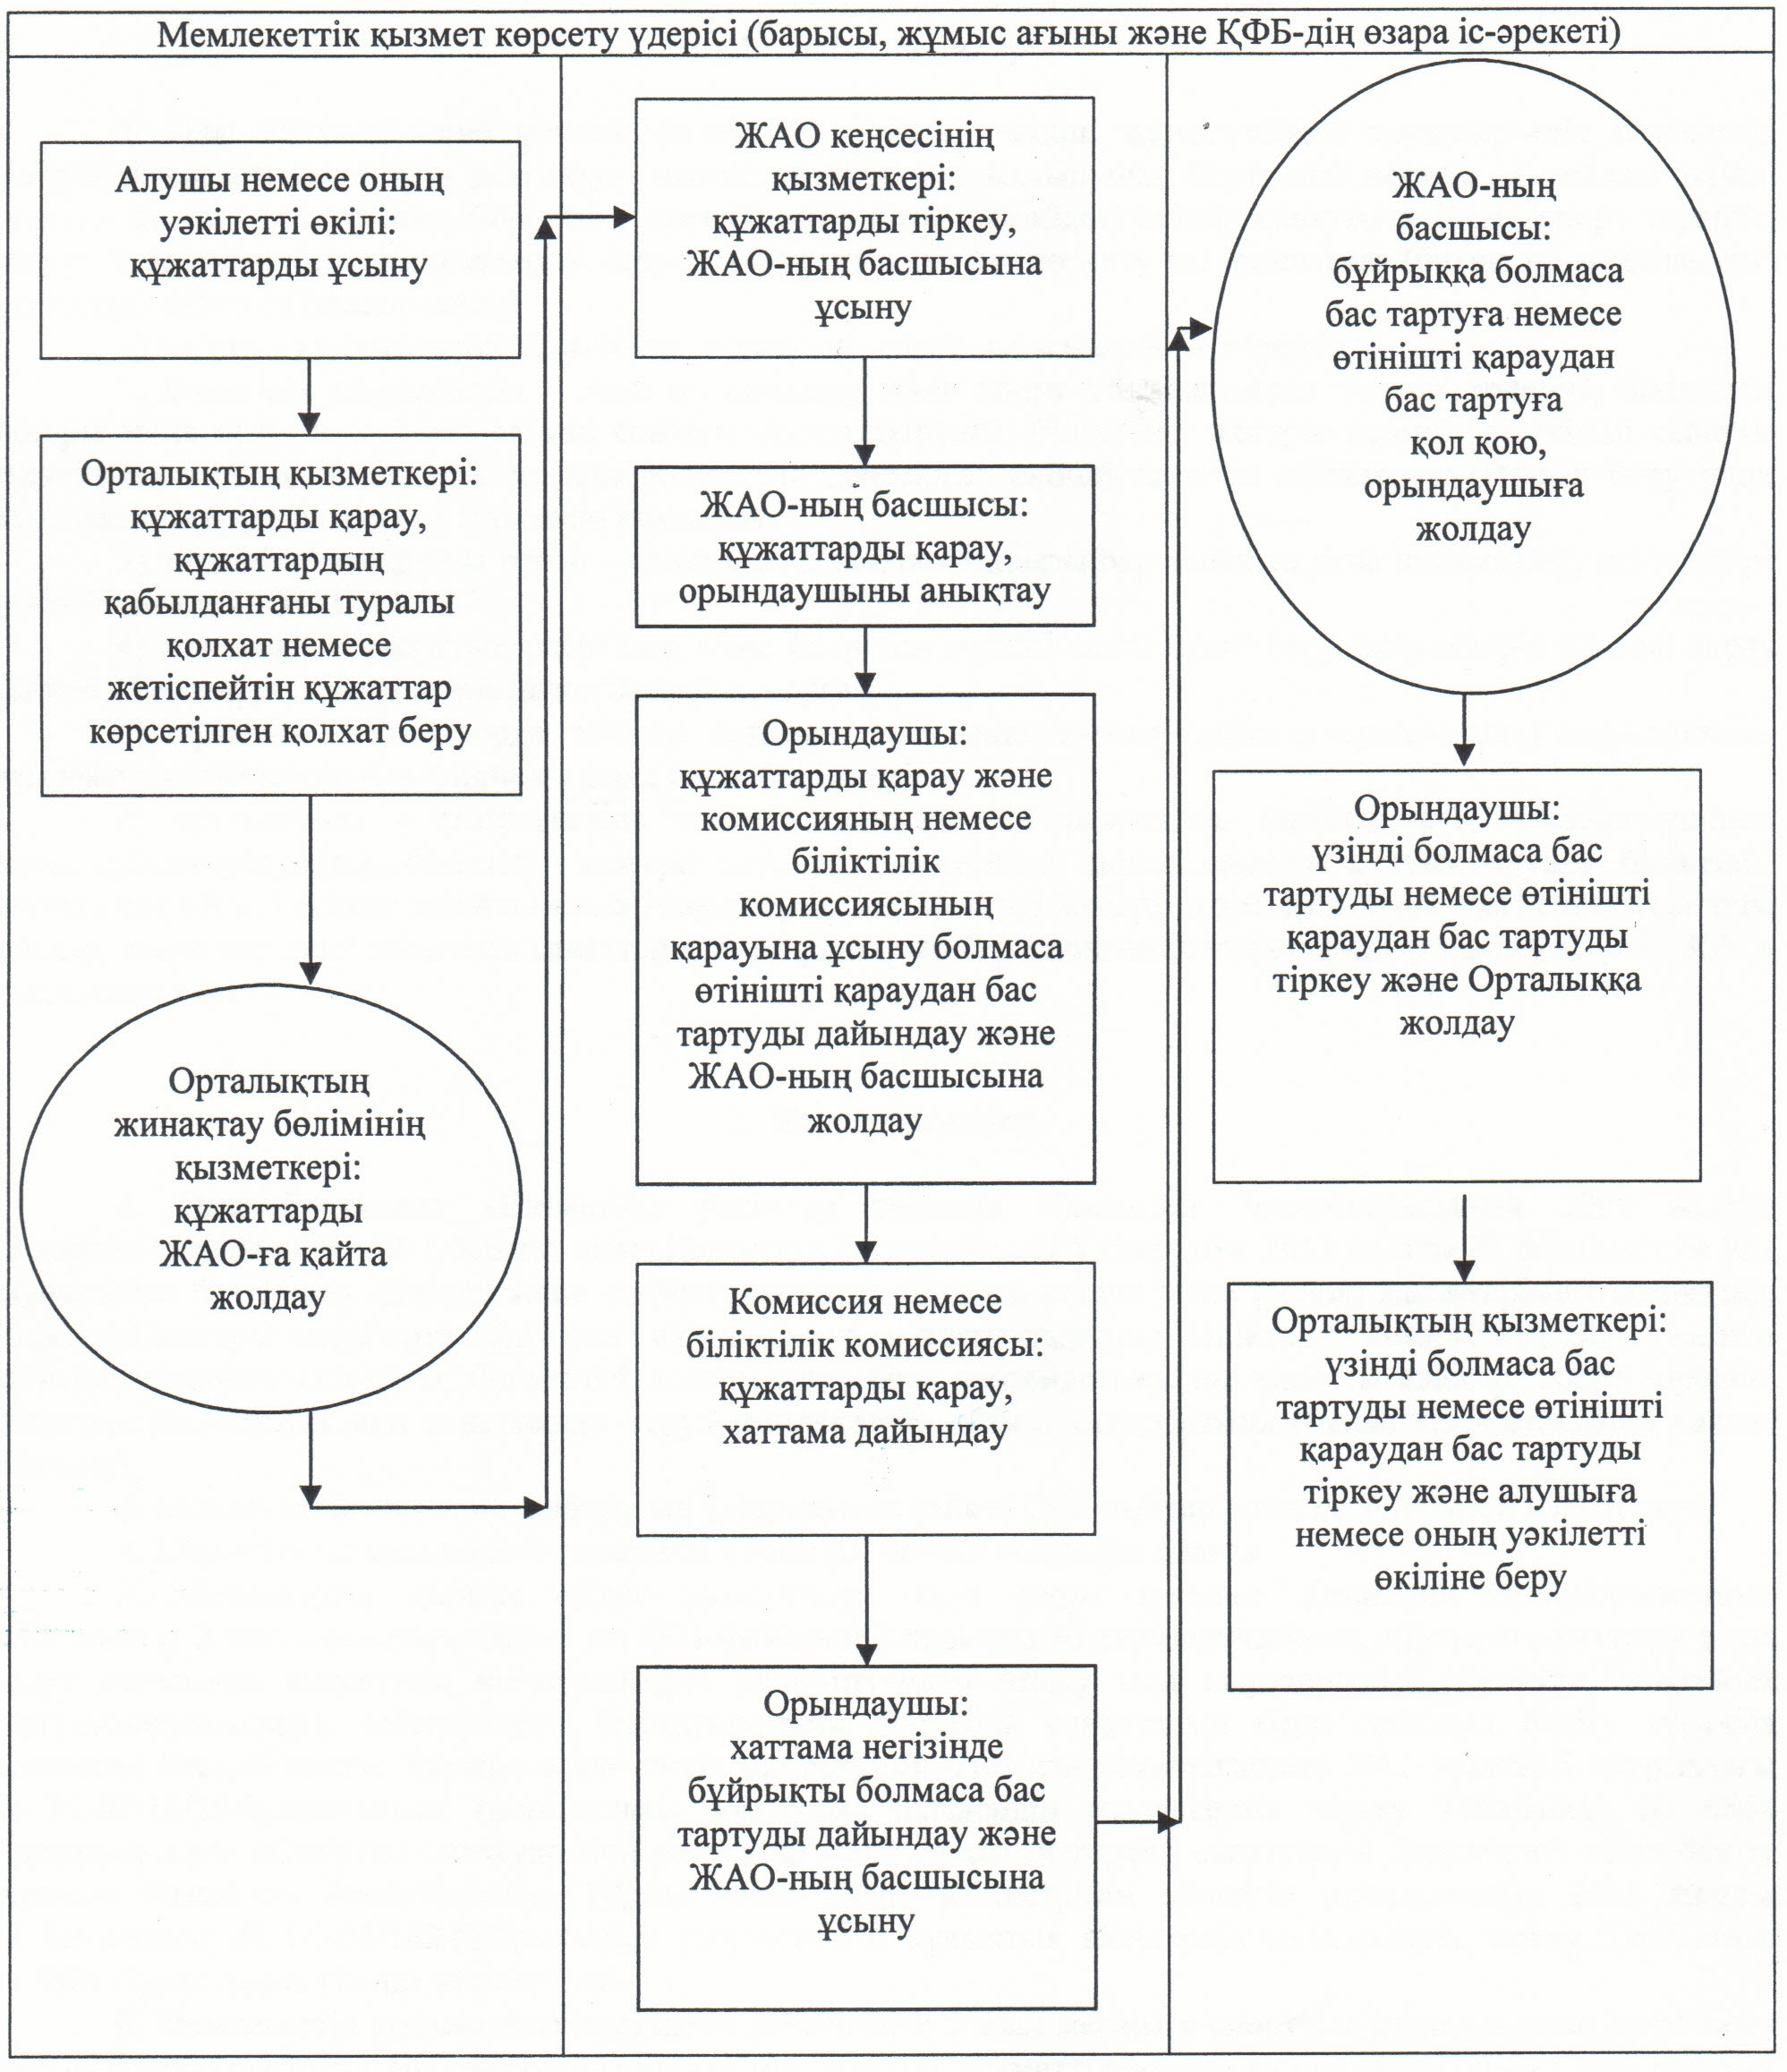 Мемлекеттік қызмет көрсету үдерісі (барысы, жұмыс ағыны және ҚФБ-дің өзара іс-әрекеті)
Алушы немесе оның
уәкілетті өкілі:
құжаттарды ұсыну
Орталықтың қызметкері:
құжаттарды қарау,
құжаттардың
қабылданғаны туралы
қолхат немесе
жетіспейтін құжаттар
көрсетілген қолхат беру
Орталықтың
жинақтау бөлімінің
қызметкері:
құжаттарды
ЖАО-ға қайта
жолдау
ЖАО кеңсесінің
қызметкері:
құжаттарды тіркеу,
ЖАО-ның басшысына
ұсыну
ЖАО-ның басшысы:
құжаттарды қарау,
орындаушыны анықтау
Орындаушы:
құжаттарды қарау және
комиссияның немесе
біліктілік
комиссиясының
қарауына ұсыну болмаса
өтінішті қараудан бас
тартуды дайындау және
ЖАО-ның басшысына
жолдау
Комиссия немесе
біліктілік комиссиясы:
құжаттарды қарау,
хаттама дайындау
Орындаушы:
хаттама негізінде
бұйрықты болмаса бас
тартуды дайындау және
ЖАО-ның басшысына
ұсыну
ЖАО-ның
басшысы:
бұйрыққа болмаса
бас тартуға немесе
өтінішті қараудан
бас тартуға
қол қою,
орындаушыға
жолдау
Орындаушы:
үзінді болмаса бас
тартуды немесе өтінішті
қараудан бас тартуды
тіркеу және Орталыққа
жолдау
Орталықтың қызметкері:
үзінді болмаса бас
тартуды немесе өтінішті
қараудан бас тартуды
тіркеу және алушыға
немесе оның уәкілетті
өкіліне беру